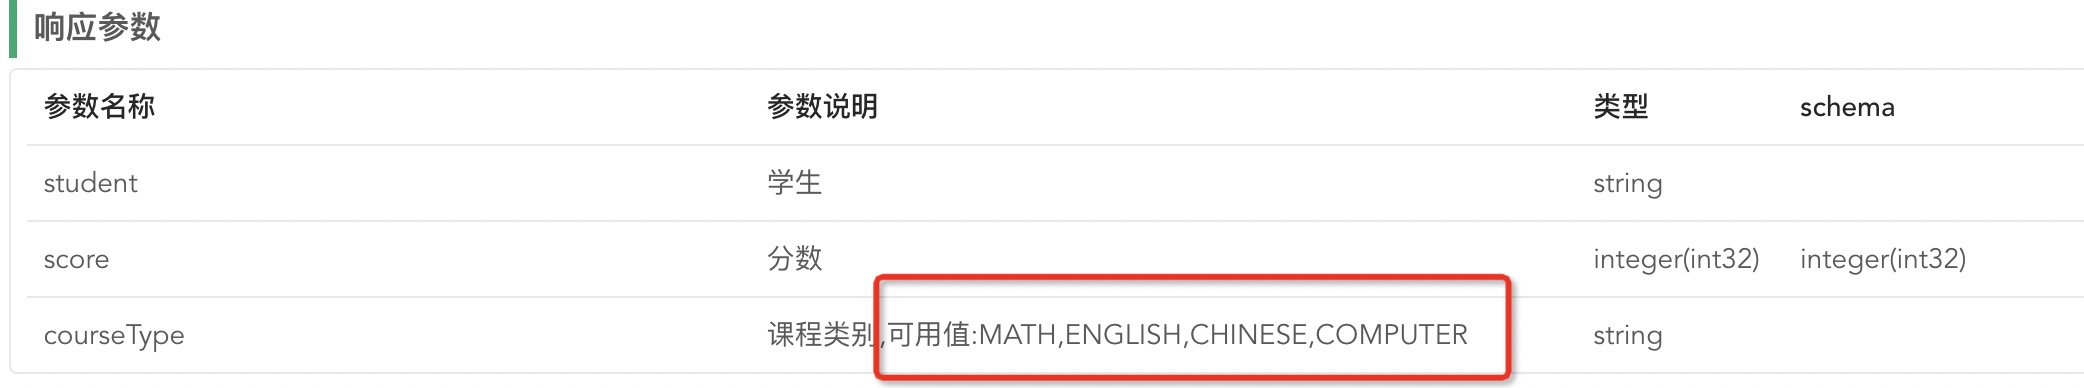 响应参数
参数名称 参数说明 类型 schema
student 学生 string
score 分数 integer(int32) integer(int32)
courseType 课程类别,可用值:MATH,ENGLISH,CHINESE,COMPUTER string